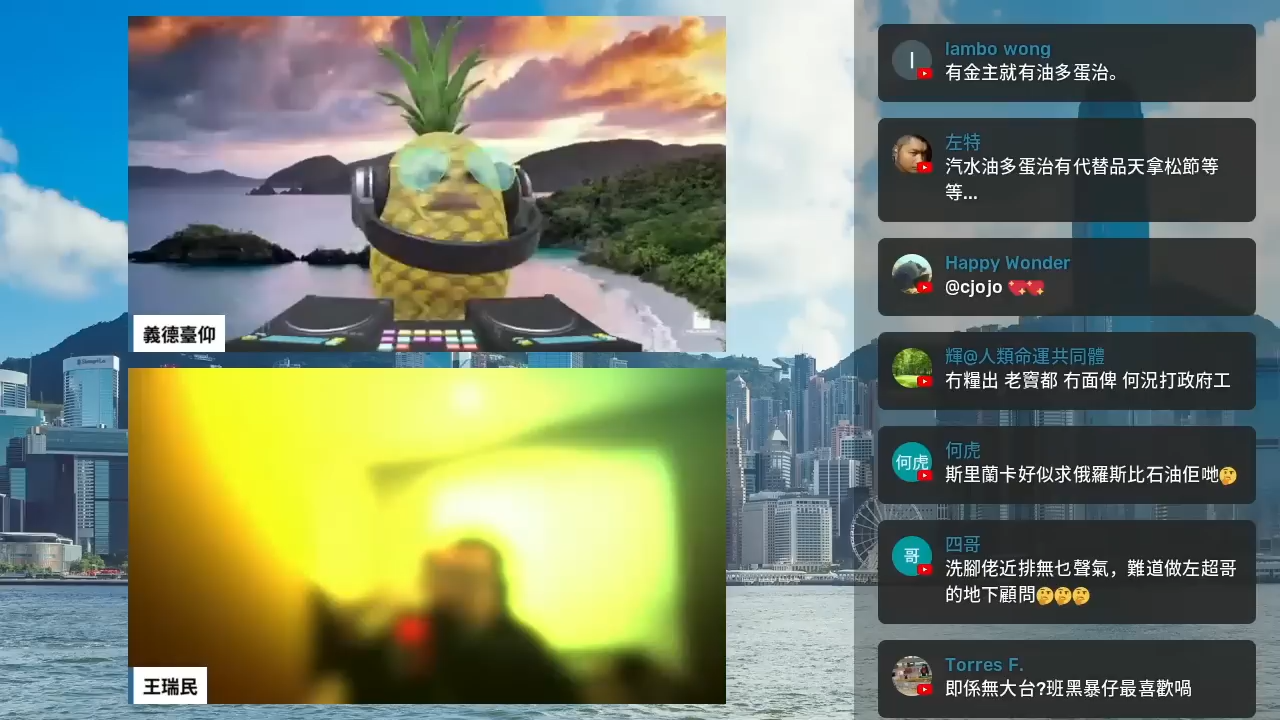 義德臺仰
王瑞民
lambo wong
有金主就有油多蛋治。
左特
汽水油多蛋治有代替品天拿松節等
等...
Happy Wonder
@cjojo 💖💖
輝@人類命運共同體
冇糧出 老竇都 冇面俾 何況打政府工
何虎
何虎
斯里蘭卡好似求俄羅斯比石油佢哋🤔
哥
四哥
洗腳佬近排無乜聲氣，難道做左超哥
的地下顧問🤔🤔🤔
Torres F.
即係無大台?班黑暴仔最喜歡喎